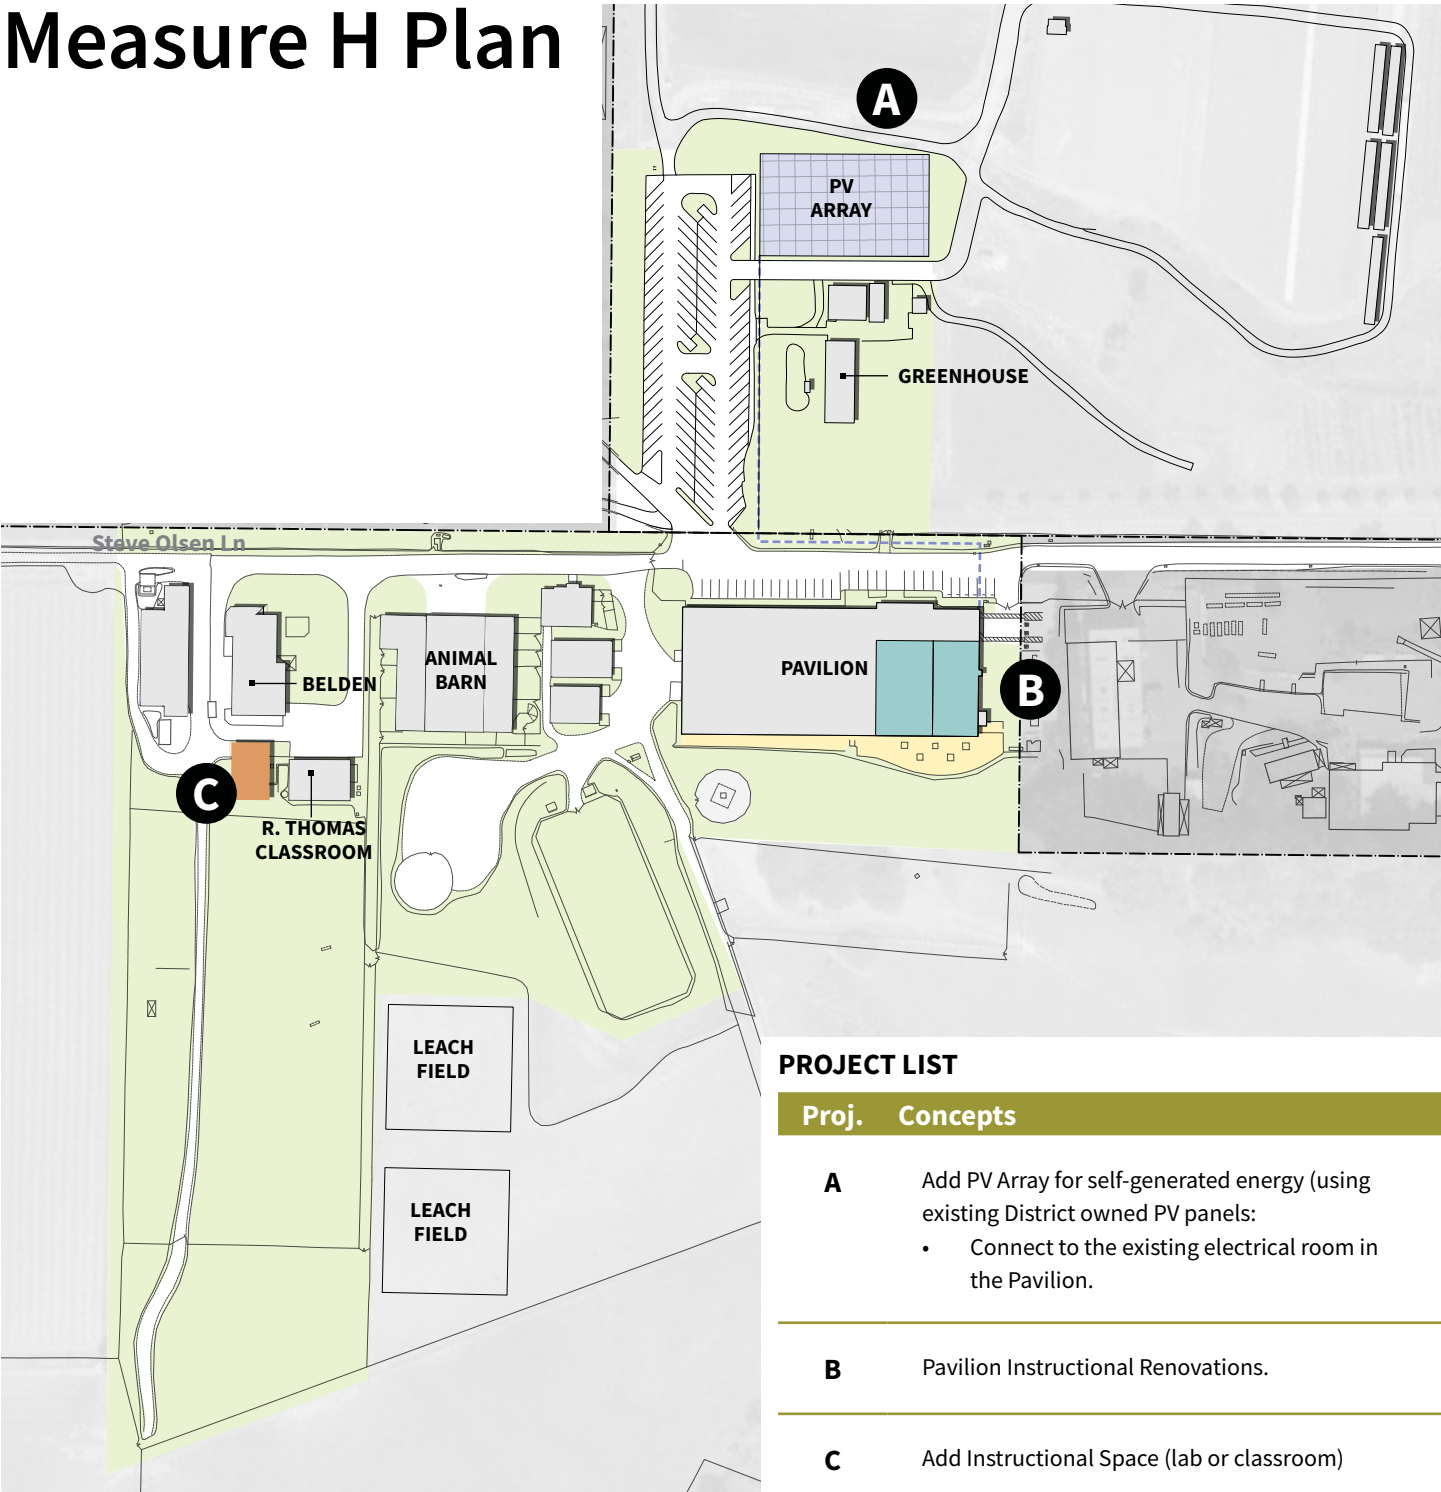 Measure H Plan
A
PV
ARRAY
GREENHOUSE
Steve Olsen Ln
BELDEN
ANIMAL
BARN
PAVILION
B
C
R. THOMAS
CLASSROOM
LEACH
FIELD
LEACH
FIELD
PROJECT LIST
Proj. Concepts
A Add PV Array for self-generated energy (using
existing District owned PV panels:
• Connect to the existing electrical room in
the Pavilion.
B Pavilion Instructional Renovations.
C Add Instructional Space (lab or classroom)